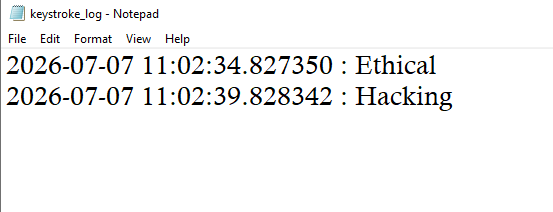 keystroke_log - Notepad
File Edit Format View Help
2026-07-07 11:02:34.827350 : Ethical
2026-07-07 11:02:39.828342 : Hacking